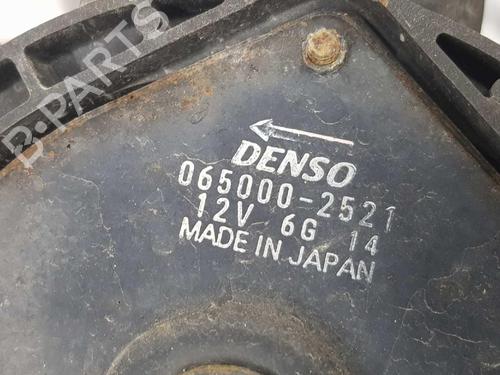 B-PARTS
DENSO
065000-2521
12V 6G 14
MADE IN JAPAN